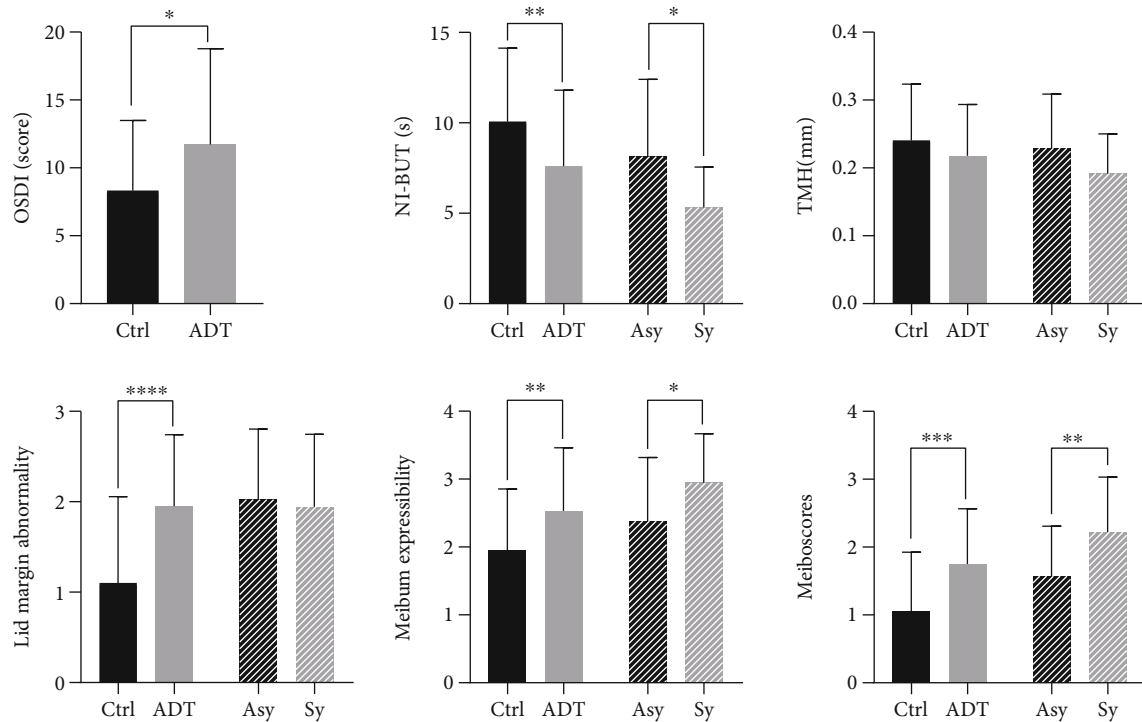 *
20
15
10
5
0
OSDI (score)
Ctrl ADT
** *
15
10
5
0
NI-BUT (s)
Ctrl ADT Asy Sy
0.4
0.3
0.2
0.1
0.0
TMH(mm)
Ctrl ADT Asy Sy
****
3
2
1
0
Lid margin abnormality
Ctrl ADT Asy Sy
** *
4
3
2
1
0
Meibum expressibility
Ctrl ADT Asy Sy
*** **
4
3
2
1
0
Meiboscores
Ctrl ADT Asy Sy